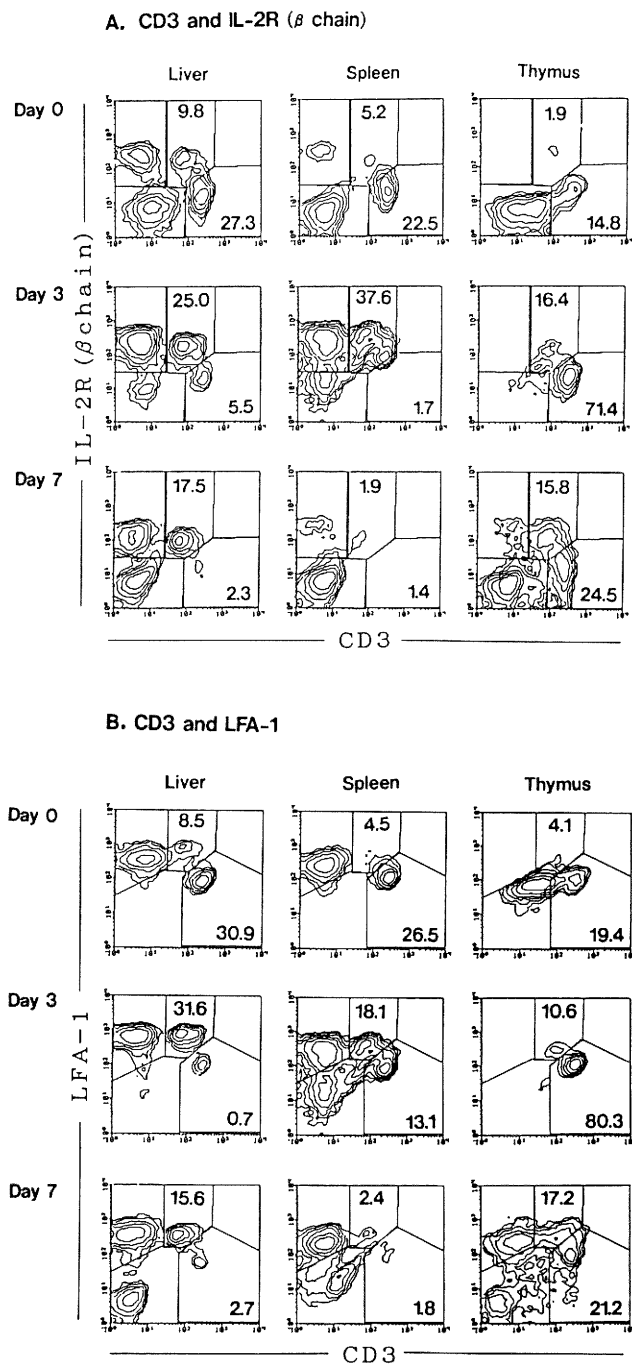 A. CD3 and IL-2R (β chain)
Liver Spleen Thymus
Day 0
9.8 5.2 1.9
27.3 22.5 14.8
Day 3
25.0 37.6 16.4
5.5 1.7 71.4
Day 7
17.5 1.9 15.8
2.3 1.4 24.5
IL-2R (β chain)
CD3
B. CD3 and LFA-1
Liver Spleen Thymus
Day 0
8.5 4.5 4.1
30.9 26.5 19.4
Day 3
31.6 18.1 10.6
0.7 13.1 80.3
Day 7
15.6 2.4 17.2
2.7 1.8 21.2
LFA-1
CD3